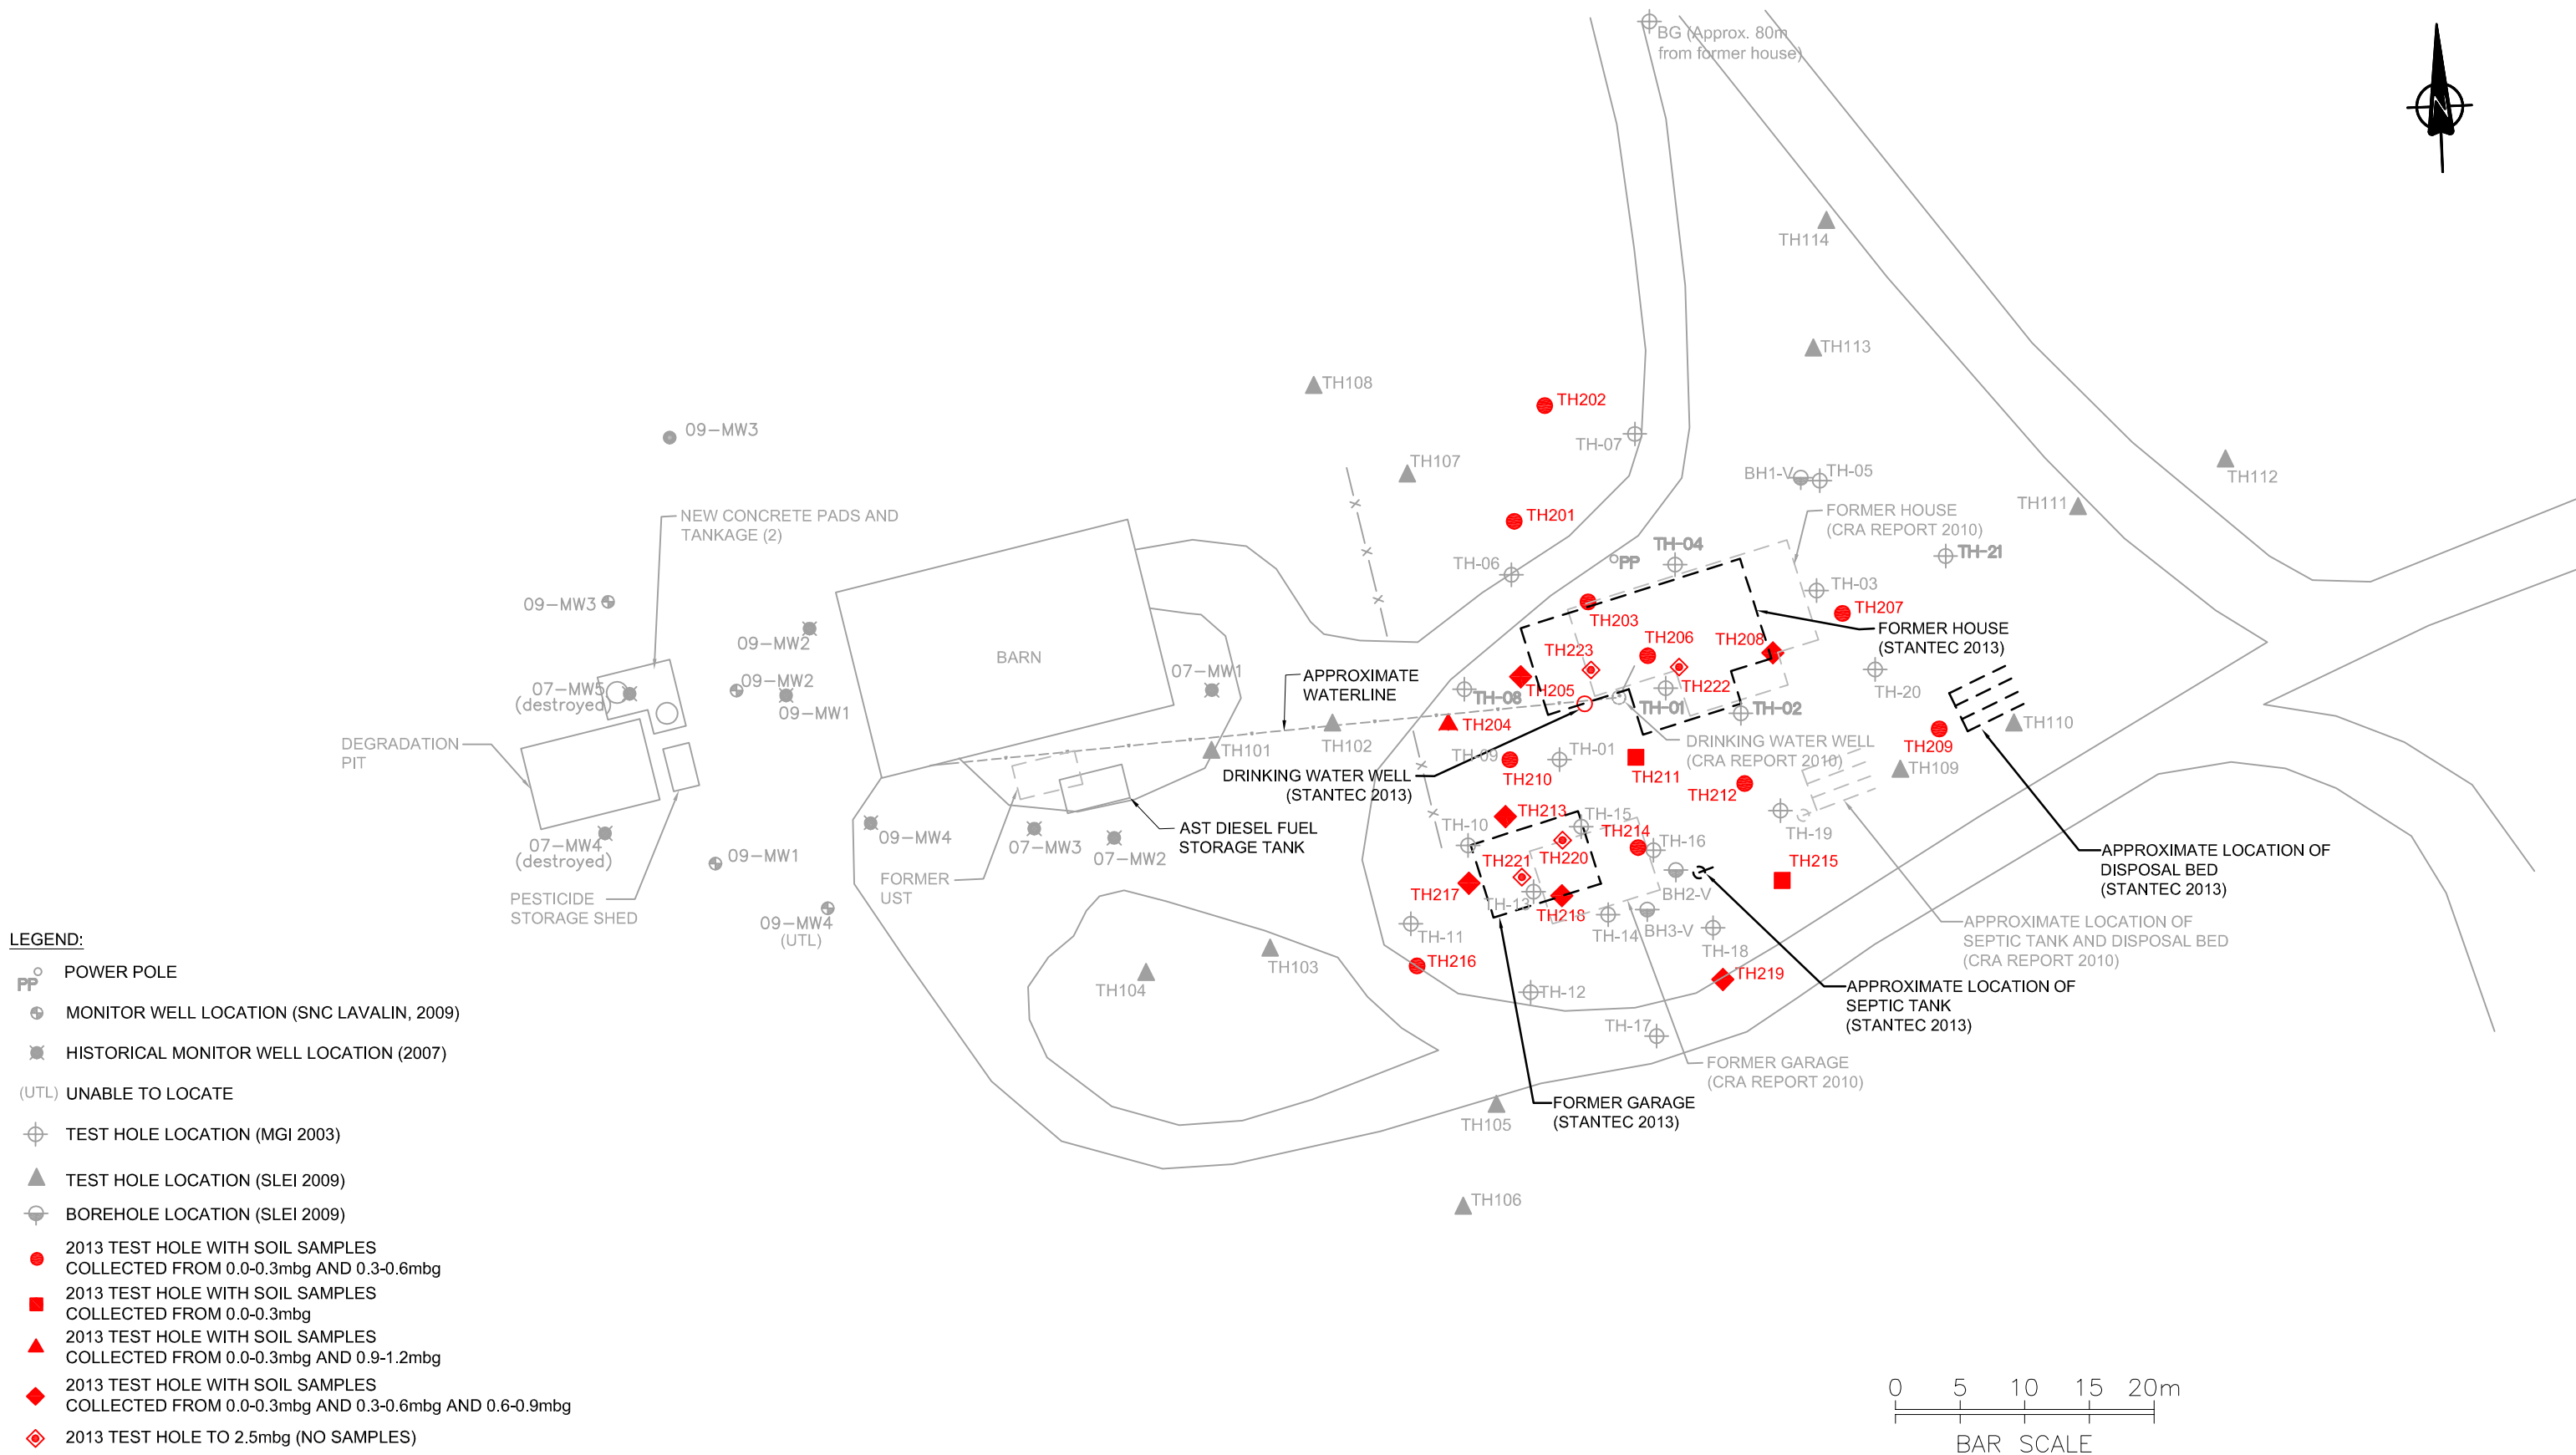 BG (Approx. 80m
from former house)
N
TH114
TH113
TH108
TH202
TH-07
09-MW3
TH107
TH112
BH1-V
TH-05
TH111
NEW CONCRETE PADS AND
TANKAGE (2)
TH201
FORMER HOUSE
(CRA REPORT 2010)
TH-04
TH-21
TH-06
PP
TH-03
09-MW3
TH207
TH203
09-MW2
TH206
TH208
FORMER HOUSE
(STANTEC 2013)
BARN
TH223
07-MW1
APPROXIMATE
WATERLINE
09-MW2
07-MW5
(destroyed)
TH205
TH222
TH-20
TH-08
TH-01
TH-02
09-MW1
TH204
TH110
TH102
TH101
DEGRADATION
PIT
TH-09
TH-01
DRINKING WATER WELL
(CRA REPORT 2010)
TH209
TH109
DRINKING WATER WELL
(STANTEC 2013)
TH210
TH211
TH212
TH213
TH-15
TH-10
TH214
TH-19
AST DIESEL FUEL
STORAGE TANK
09-MW4
07-MW3
07-MW2
07-MW4
(destroyed)
09-MW1
TH-16
TH221
TH220
TH215
APPROXIMATE LOCATION OF
DISPOSAL BED
(STANTEC 2013)
FORMER
UST
TH217
TH-13
TH218
BH2-V
PESTICIDE
STORAGE SHED
09-MW4
(UTL)
TH-11
TH-14
BH3-V
TH-18
APPROXIMATE LOCATION OF
SEPTIC TANK AND DISPOSAL BED
(CRA REPORT 2010)
TH216
TH103
TH104
TH219
TH-12
APPROXIMATE LOCATION OF
SEPTIC TANK
(STANTEC 2013)
TH-17
FORMER GARAGE
(CRA REPORT 2010)
FORMER GARAGE
(STANTEC 2013)
TH105
TH106
LEGEND:
PP POWER POLE
MONITOR WELL LOCATION (SNC LAVALIN, 2009)
HISTORICAL MONITOR WELL LOCATION (2007)
(UTL) UNABLE TO LOCATE
TEST HOLE LOCATION (MGI 2003)
TEST HOLE LOCATION (SLEI 2009)
BOREHOLE LOCATION (SLEI 2009)
2013 TEST HOLE WITH SOIL SAMPLES
COLLECTED FROM 0.0-0.3mbg AND 0.3-0.6mbg
2013 TEST HOLE WITH SOIL SAMPLES
COLLECTED FROM 0.0-0.3mbg
2013 TEST HOLE WITH SOIL SAMPLES
COLLECTED FROM 0.0-0.3mbg AND 0.9-1.2mbg
2013 TEST HOLE WITH SOIL SAMPLES
COLLECTED FROM 0.0-0.3mbg AND 0.3-0.6mbg AND 0.6-0.9mbg
2013 TEST HOLE TO 2.5mbg (NO SAMPLES)
0 5 10 15 20m
BAR SCALE